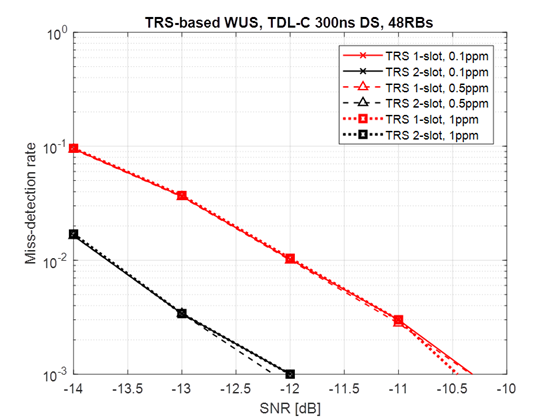 TRS-based WUS, TDL-C 300ns DS, 48RBs
10^0
TRS 1-slot, 0.1ppm
TRS 2-slot, 0.1ppm
TRS 1-slot, 0.5ppm
TRS 2-slot, 0.5ppm
TRS 1-slot, 1ppm
TRS 2-slot, 1ppm
10^-1
Miss-detection rate
10^-2
10^-3
-14 -13.5 -13 -12.5 -12 -11.5 -11 -10.5 -10
SNR [dB]